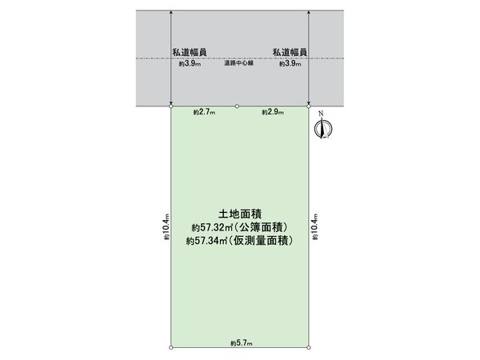 私道幅員
約3.9m
道路中心線
私道幅員
約3.9m
約2.7m
約2.9m
N
土地面積
約57.32㎡(公簿面積)
約57.34㎡(仮測量面積)
約10.4m
約10.4m
約5.7m